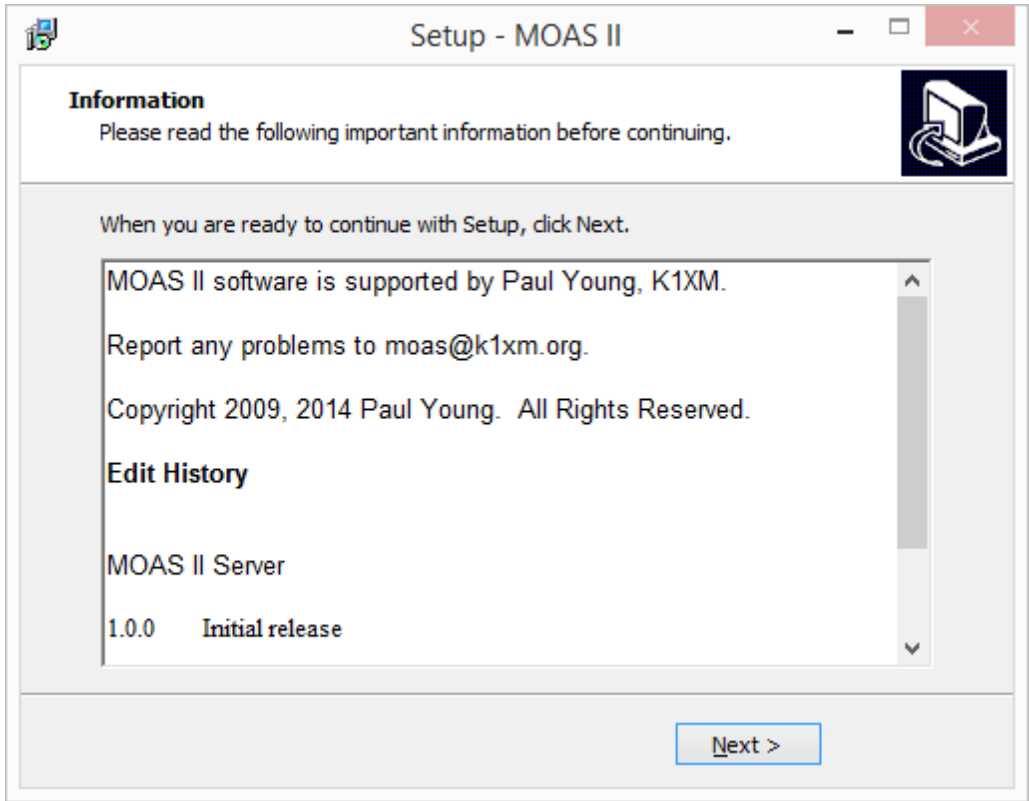 Setup - MOAS II
Information
Please read the following important information before continuing.
When you are ready to continue with Setup, click Next.
MOAS II software is supported by Paul Young, K1XM.
Report any problems to moas@k1xm.org.
Copyright 2009, 2014 Paul Young.  All Rights Reserved.
Edit History
MOAS II Server
1.0.0 Initial release
Next >